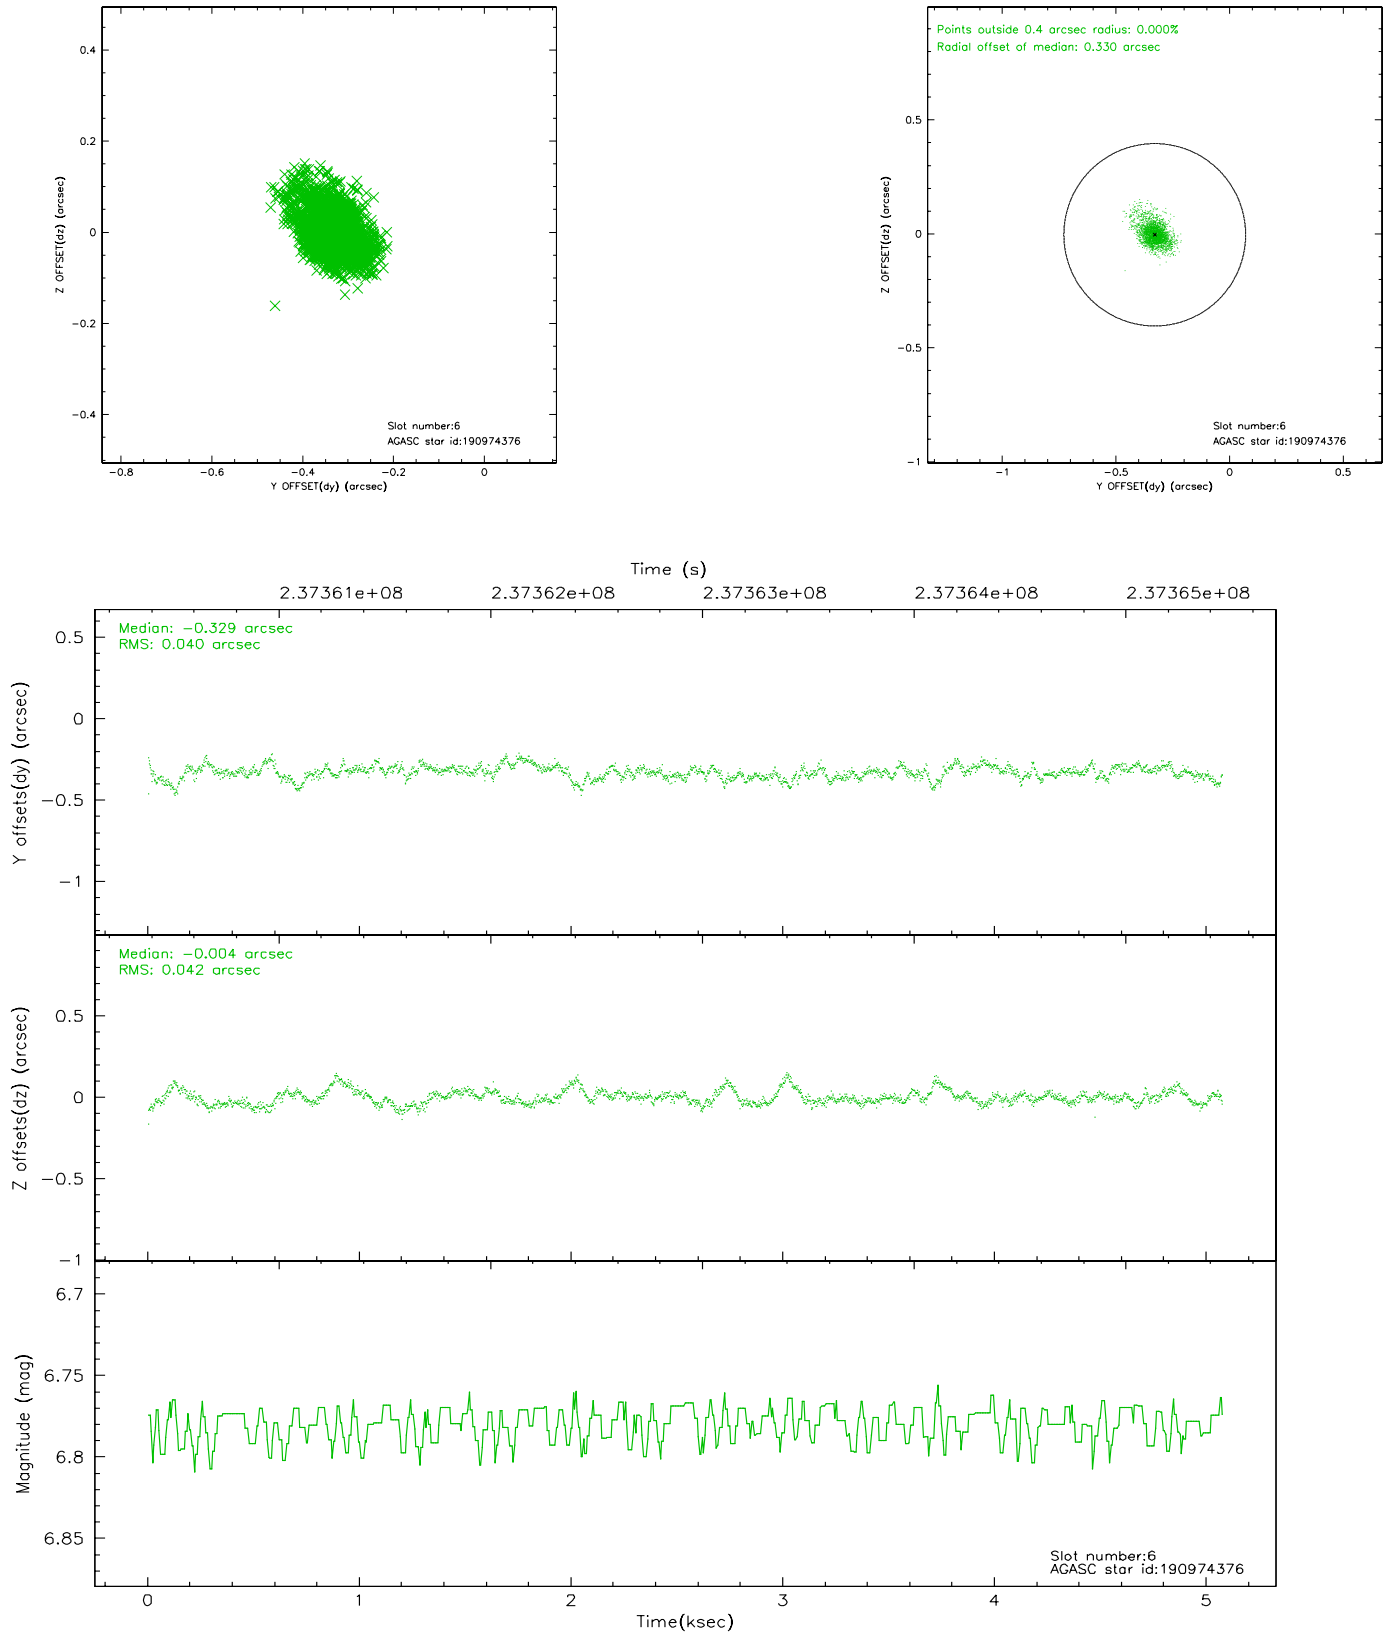 0.4
0.2
0
-0.2
-0.4
Z OFFSET(dz) (arcsec)
Slot number:6
AGASC star id:190974376
-0.8 -0.6 -0.4 -0.2 0
Y OFFSET(dy) (arcsec)
Points outside 0.4 arcsec radius: 0.000%
Radial offset of median: 0.330 arcsec
0.5
0
-0.5
-1
Z OFFSET(dz) (arcsec)
Slot number:6
AGASC star id:190974376
-1 -0.5 0 0.5
Y OFFSET(dy) (arcsec)
Time (s)
2.37361e+08 2.37362e+08 2.37363e+08 2.37364e+08 2.37365e+08
Median: -0.329 arcsec
RMS: 0.040 arcsec
0.5
0
-0.5
-1
Y offsets(dy) (arcsec)
Median: -0.004 arcsec
RMS: 0.042 arcsec
0.5
0
-0.5
-1
Z offsets(dz) (arcsec)
6.7
6.75
6.8
6.85
Magnitude (mag)
Slot number:6
AGASC star id:190974376
0 1 2 3 4 5
Time(ksec)